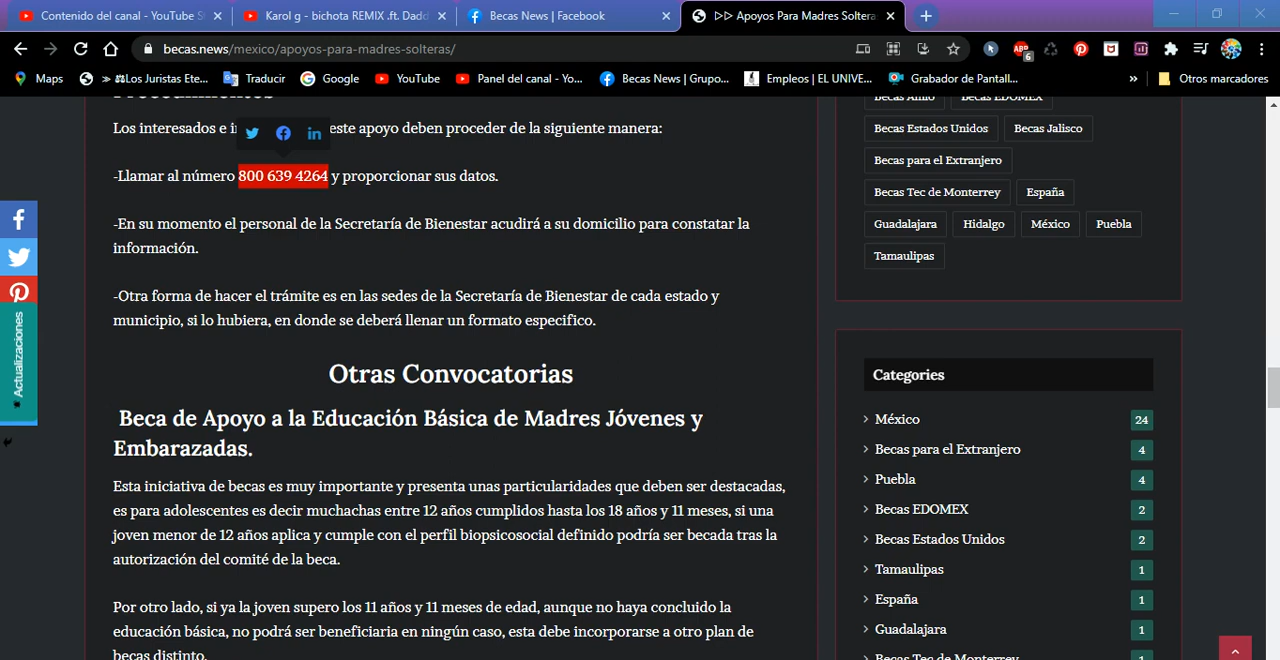 Contenido del canal - YouTube S
Karol g - bichota REMIX .ft. Dadd
Becas News | Facebook
▷▷ Apoyos Para Madres Soltera
becas.news/mexico/apoyos-para-madres-solteras/
ABP
6
Maps
» ⚖Los Juristas Ete...
Traducir
Google
YouTube
Panel del canal - Yo...
Becas News | Grupo...
Empleos | EL UNIVE...
Grabador de Pantall...
»
Otros marcadores
Procedimientos
Los interesados e in este apoyo deben proceder de la siguiente manera:
-Llamar al número 800 639 4264 y proporcionar sus datos.
-En su momento el personal de la Secretaría de Bienestar acudirá a su domicilio para constatar la
información.
-Otra forma de hacer el trámite es en las sedes de la Secretaría de Bienestar de cada estado y
municipio, si lo hubiera, en donde se deberá llenar un formato especifico.
Otras Convocatorias
Beca de Apoyo a la Educación Básica de Madres Jóvenes y
Embarazadas.
Esta iniciativa de becas es muy importante y presenta unas particularidades que deben ser destacadas,
es para adolescentes es decir muchachas entre 12 años cumplidos hasta los 18 años y 11 meses, si una
joven menor de 12 años aplica y cumple con el perfil biopsicosocial definido podría ser becada tras la
autorización del comité de la beca.
Por otro lado, si ya la joven supero los 11 años y 11 meses de edad, aunque no haya concluido la
educación básica, no podrá ser beneficiaria en ningún caso, esta debe incorporarse a otro plan de
becas distinto.
Actualizaciones
Becas Amlo Becas EDOMEX
Becas Estados Unidos Becas Jalisco
Becas para el Extranjero
Becas Tec de Monterrey España
Guadalajara Hidalgo México Puebla
Tamaulipas
Categories
México 24
Becas para el Extranjero 4
Puebla 4
Becas EDOMEX 2
Becas Estados Unidos 2
Tamaulipas 1
España 1
Guadalajara 1
Becas Tec de Monterrey 1